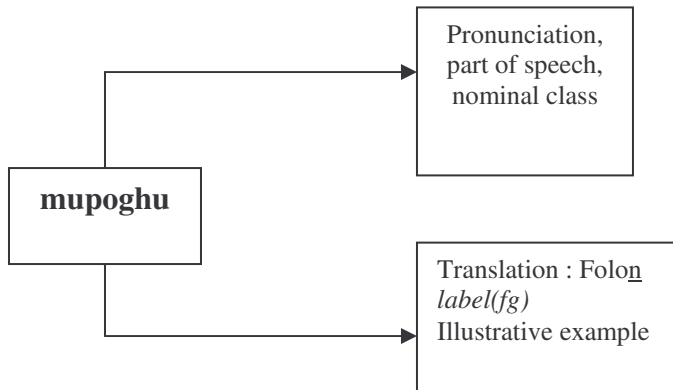 Pronunciation,
part of speech,
nominal class
mupoghu
Translation : Folon
label(fg)
Illustrative example